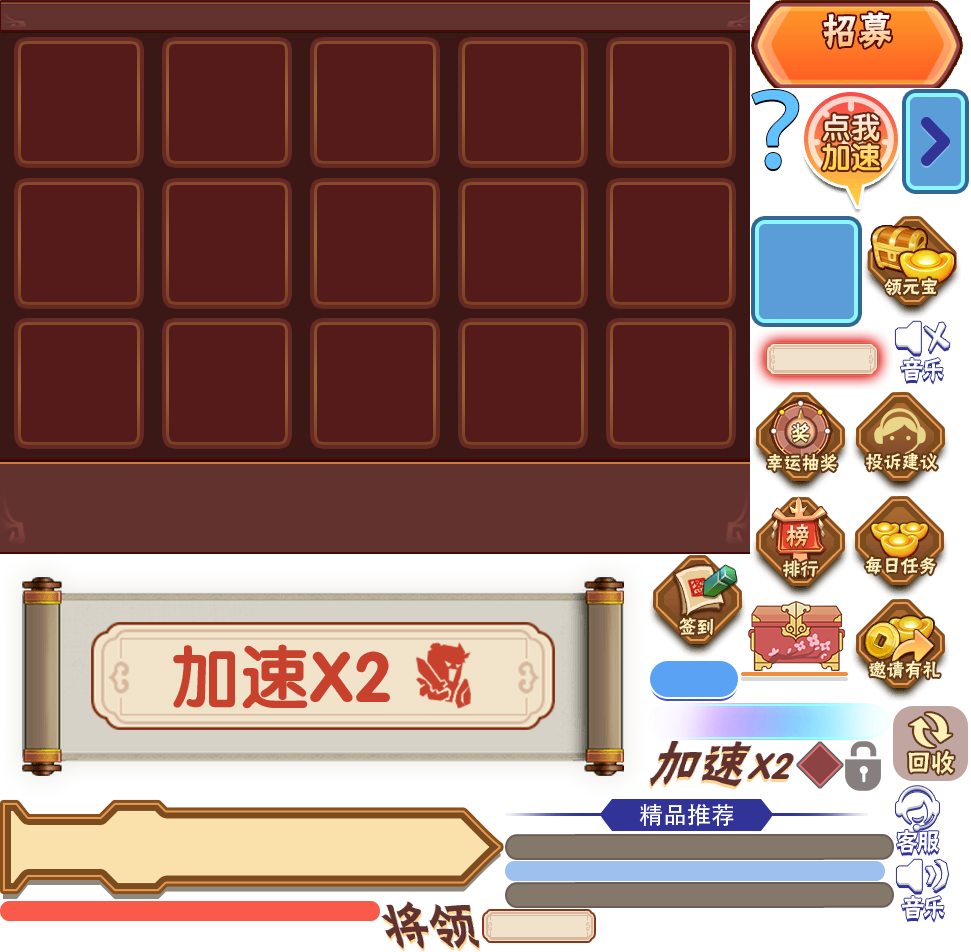 招募
?
点我
加速
领元宝
音乐
奖
幸运抽奖
投诉建议
榜
排行
每日任务
签到
邀请有礼
加速X2
加速X2
回收
精品推荐
客服
音乐
将领